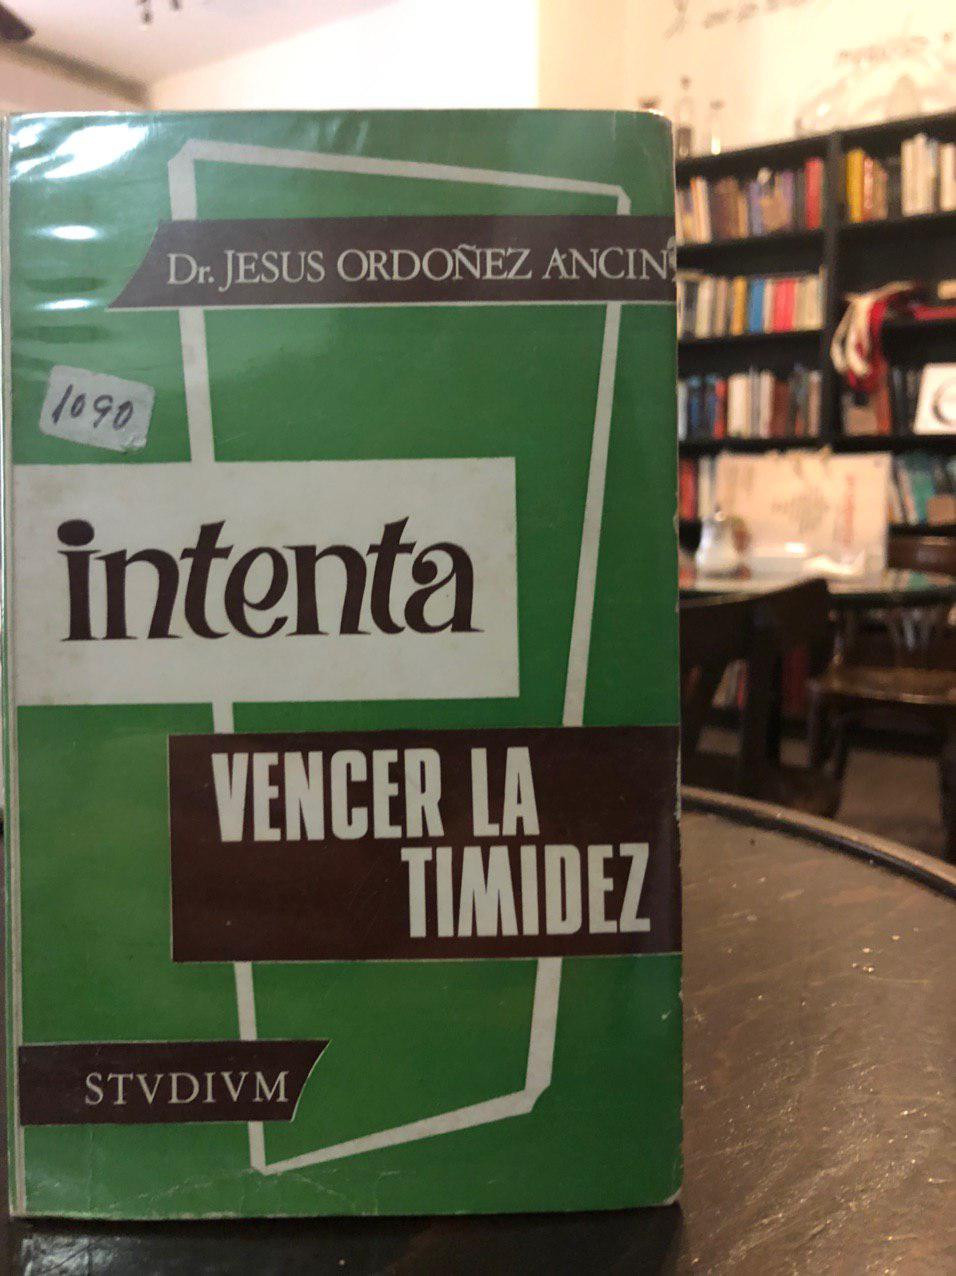 Dr. JESUS ORDOÑEZ ANCIN
1090
intenta
VENCER LA
TIMIDEZ
STVDIVM